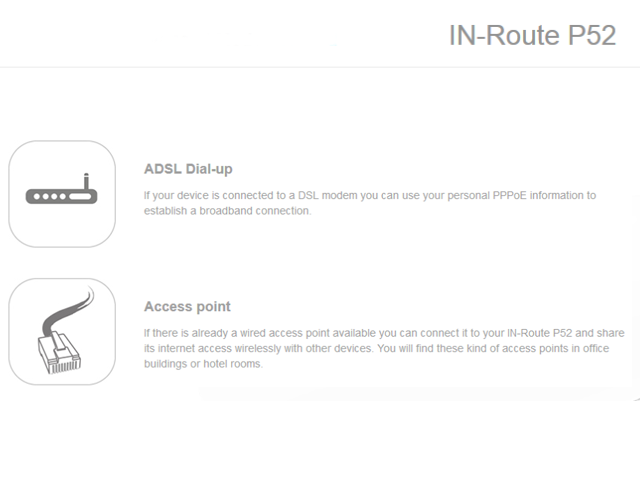 IN-Route P52
ADSL Dial-up
If your device is connected to a DSL modem you can use your personal PPPoE information to
establish a broadband connection.
Access point
If there is already a wired access point available you can connect it to your IN-Route P52 and share
its internet access wirelessly with other devices. You will find these kind of access points in office
buildings or hotel rooms.